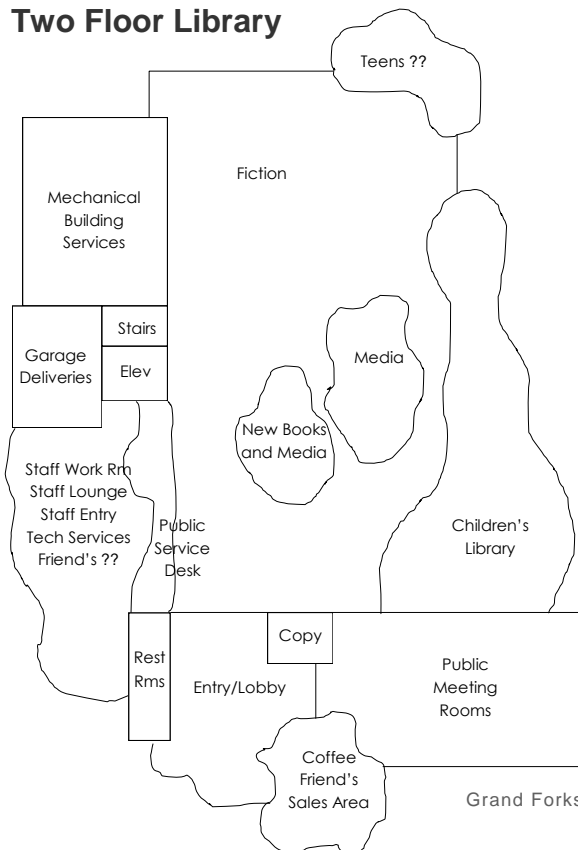 Two Floor Library
Teens ??
Fiction
Mechanical
Building
Services
Stairs
Garage
Deliveries
Elev
Media
New Books
and Media
Staff Work Rm
Staff Lounge
Staff Entry
Tech Services
Friend's ??
Public
Service
Desk
Children's
Library
Copy
Rest
Rms
Entry/Lobby
Public
Meeting
Rooms
Coffee
Friend's
Sales Area
Grand Forks